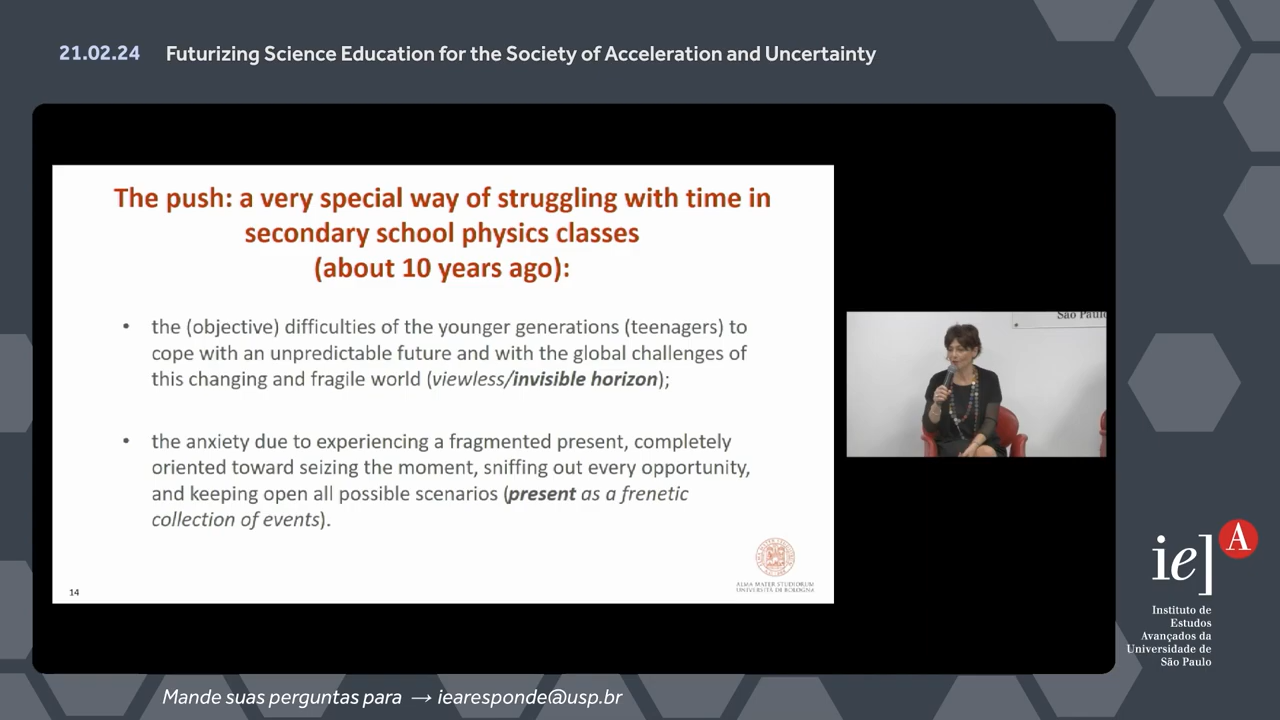 21.02.24 Futurizing Science Education for the Society of Acceleration and Uncertainty
The push: a very special way of struggling with time in
secondary school physics classes
(about 10 years ago):
• the (objective) difficulties of the younger generations (teenagers) to
cope with an unpredictable future and with the global challenges of
this changing and fragile world (viewless/invisible horizon);
• the anxiety due to experiencing a fragmented present, completely
oriented toward seizing the moment, sniffing out every opportunity,
and keeping open all possible scenarios (present as a frenetic
collection of events).
ALMA MATER STUDIORUM
UNIVERSITÀ DI BOLOGNA
14
São Paulo
ie] A
Instituto de
Estudos
Avançados da
Universidade de
São Paulo
Mande suas perguntas para → iearesponde@usp.br